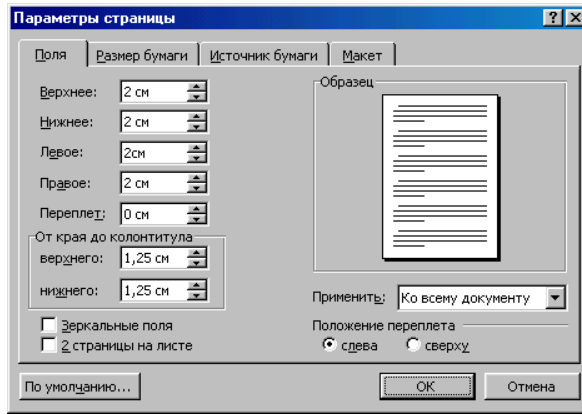 Параметры страницы
Поля Размер бумаги Источник бумаги Макет
Верхнее: 2 см
Нижнее: 2 см
Левое: 2см
Правое: 2 см
Переплет: 0 см
От края до колонтитула
верхнего: 1,25 см
нижнего: 1,25 см
Зеркальные поля
2 страницы на листе
Образец
Применить: Ко всему документу
Положение переплета
слева сверху
По умолчанию... ОК Отмена